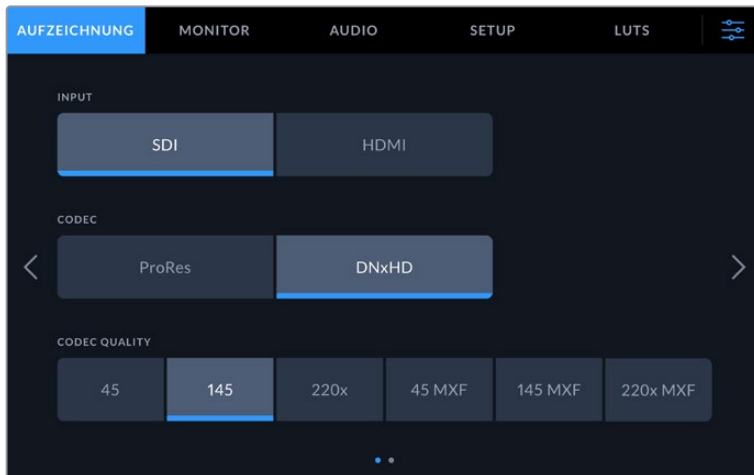 AUFZEICHNUNG MONITOR AUDIO SETUP LUTS
INPUT
SDI HDMI
CODEC
ProRes DNxHD
CODEC QUALITY
45 145 220x 45 MXF 145 MXF 220x MXF